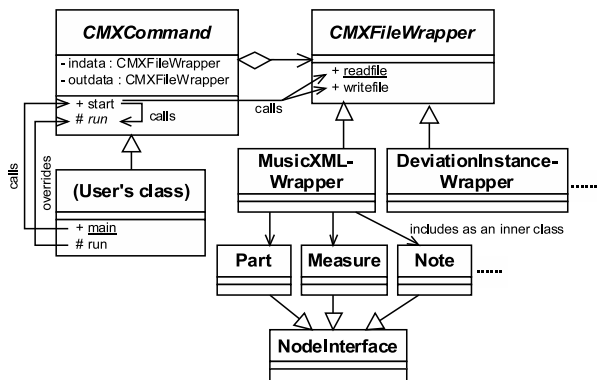 CMXCommand
- indata : CMXFileWrapper
- outdata : CMXFileWrapper
+ start
# run
calls
CMXFileWrapper
+ readfile
+ writefile
calls
calls
overrides
(User's class)
+ main
# run
MusicXML-
Wrapper
DeviationInstance-
Wrapper
......
includes as an inner class
Part
Measure
Note
......
NodeInterface